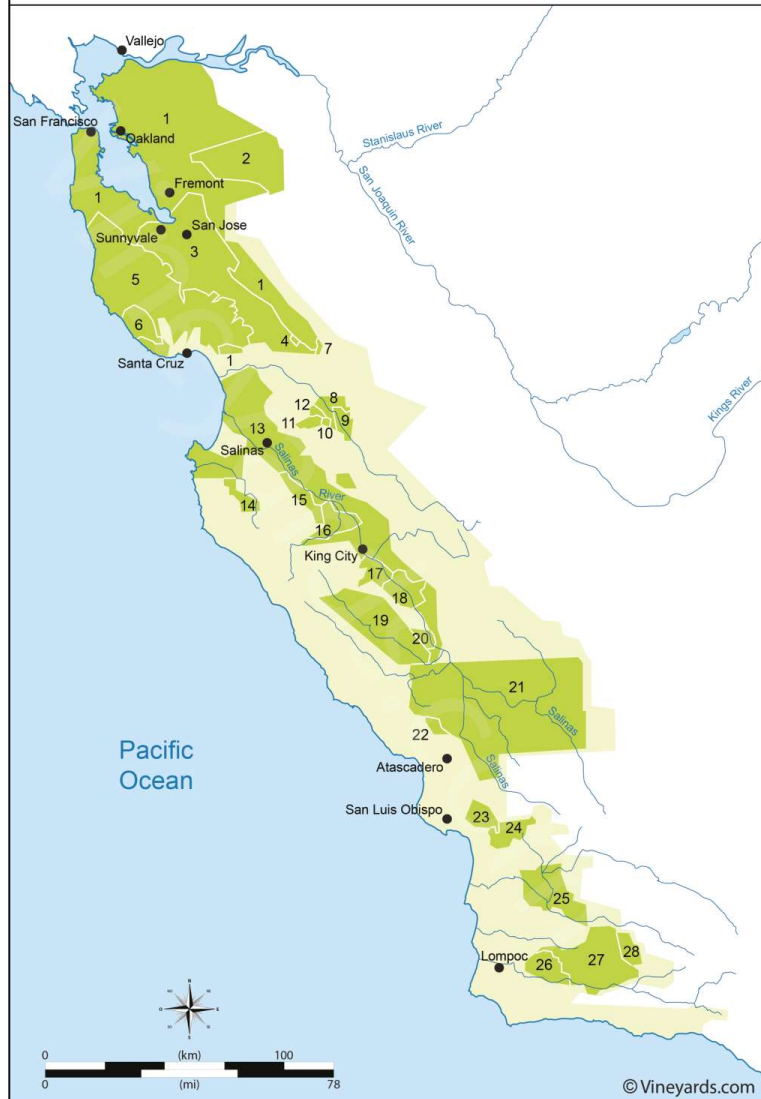 Vallejo
San Francisco
1
Oakland
Stanislaus River
2
San Joaquin River
Fremont
1
Sunnyvale
San Jose
3
5
1
6
4
7
Santa Cruz
1
Kings River
8
12
9
11
10
13
Salinas
Salinas
River
15
14
16
King City
17
18
19
20
21
Salinas
22
Pacific
Ocean
Atascadero
Salinas
San Luis Obispo
23
24
25
Lompoc
26
27
28
0
(km)
100
0
(mi)
78
© Vineyards.com